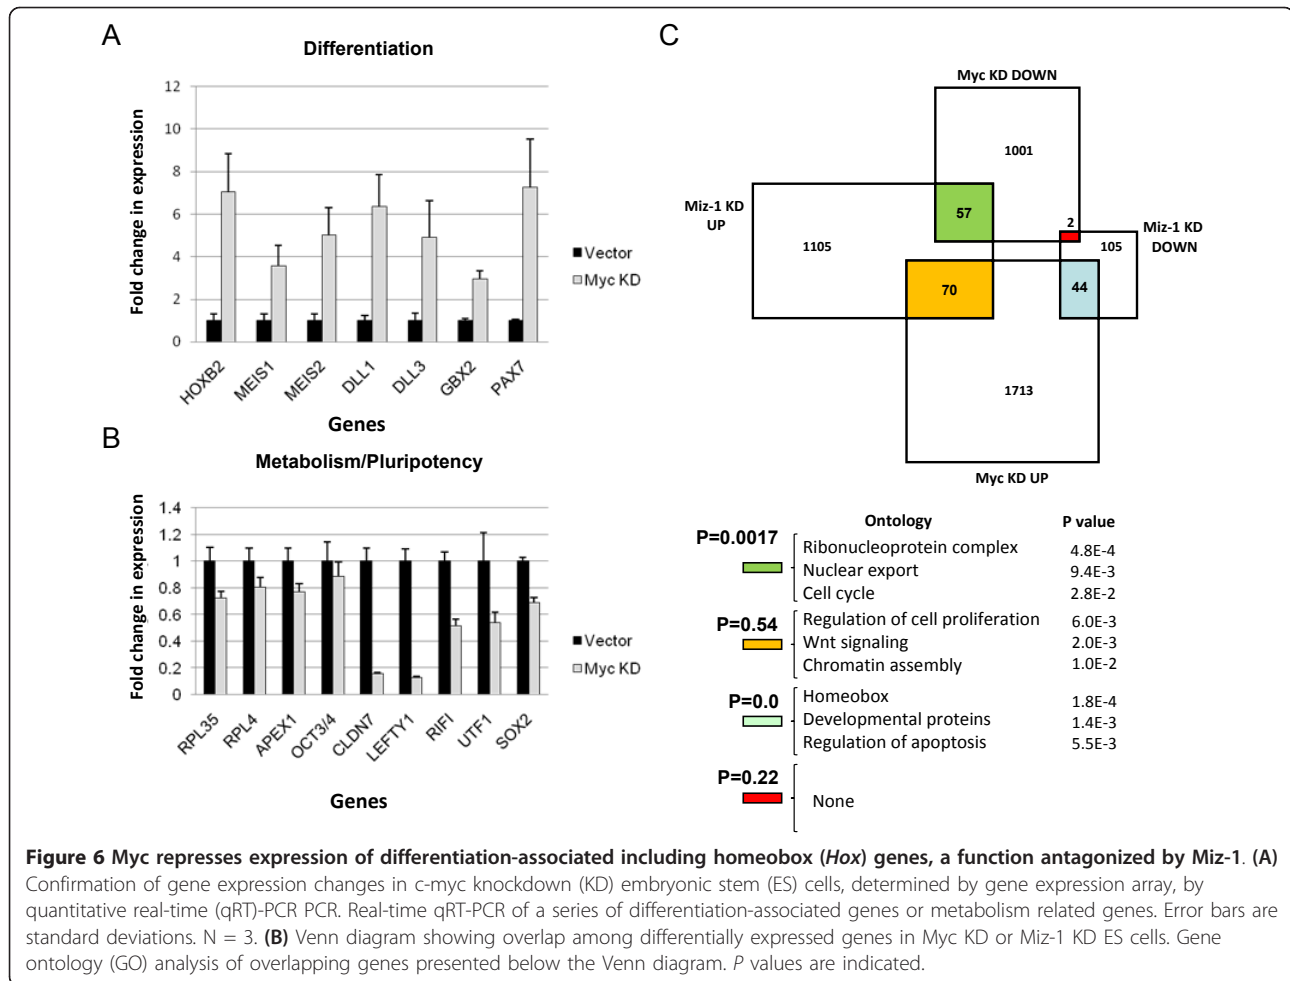 A
Differentiation
Fold change in expression
12
10
8
6
4
2
0
HOXB2
MEIS1
MEIS2
DLL1
DLL3
GBX2
PAX7
Genes
Vector
Myc KD
B
Metabolism/Pluripotency
Fold change in expression
1.4
1.2
1
0.8
0.6
0.4
0.2
0
RPL35
RPL4
APEX1
OCT3/4
CLDN7
LEFTY1
RIFI
UTF1
SOX2
Genes
Vector
Myc KD
C
Myc KD DOWN
1001
Miz-1 KD
UP
57
2
Miz-1 KD
DOWN
1105
105
70
44
1713
Myc KD UP
Ontology P value
P=0.0017
Ribonucleoprotein complex 4.8E-4
Nuclear export 9.4E-3
Cell cycle 2.8E-2
P=0.54
Regulation of cell proliferation 6.0E-3
Wnt signaling 2.0E-3
Chromatin assembly 1.0E-2
P=0.0
Homeobox 1.8E-4
Developmental proteins 1.4E-3
Regulation of apoptosis 5.5E-3
P=0.22
None
Figure 6 Myc represses expression of differentiation-associated including homeobox (Hox) genes, a function antagonized by Miz-1. (A)
Confirmation of gene expression changes in c-myc knockdown (KD) embryonic stem (ES) cells, determined by gene expression array, by
quantitative real-time (qRT)-PCR PCR. Real-time qRT-PCR of a series of differentiation-associated genes or metabolism related genes. Error bars are
standard deviations. N = 3. (B) Venn diagram showing overlap among differentially expressed genes in Myc KD or Miz-1 KD ES cells. Gene
ontology (GO) analysis of overlapping genes presented below the Venn diagram. P values are indicated.